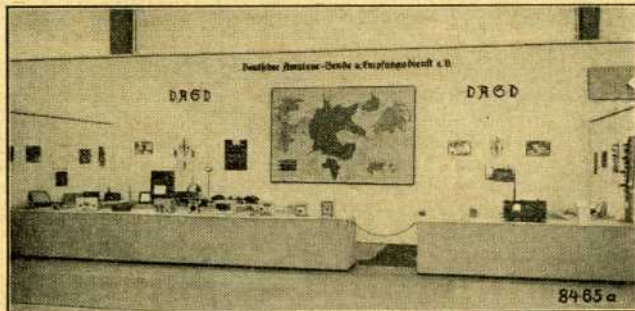 Deutscher Amateur-Sende u. Empfangsdienst e.V.
DASD DASD
8465a